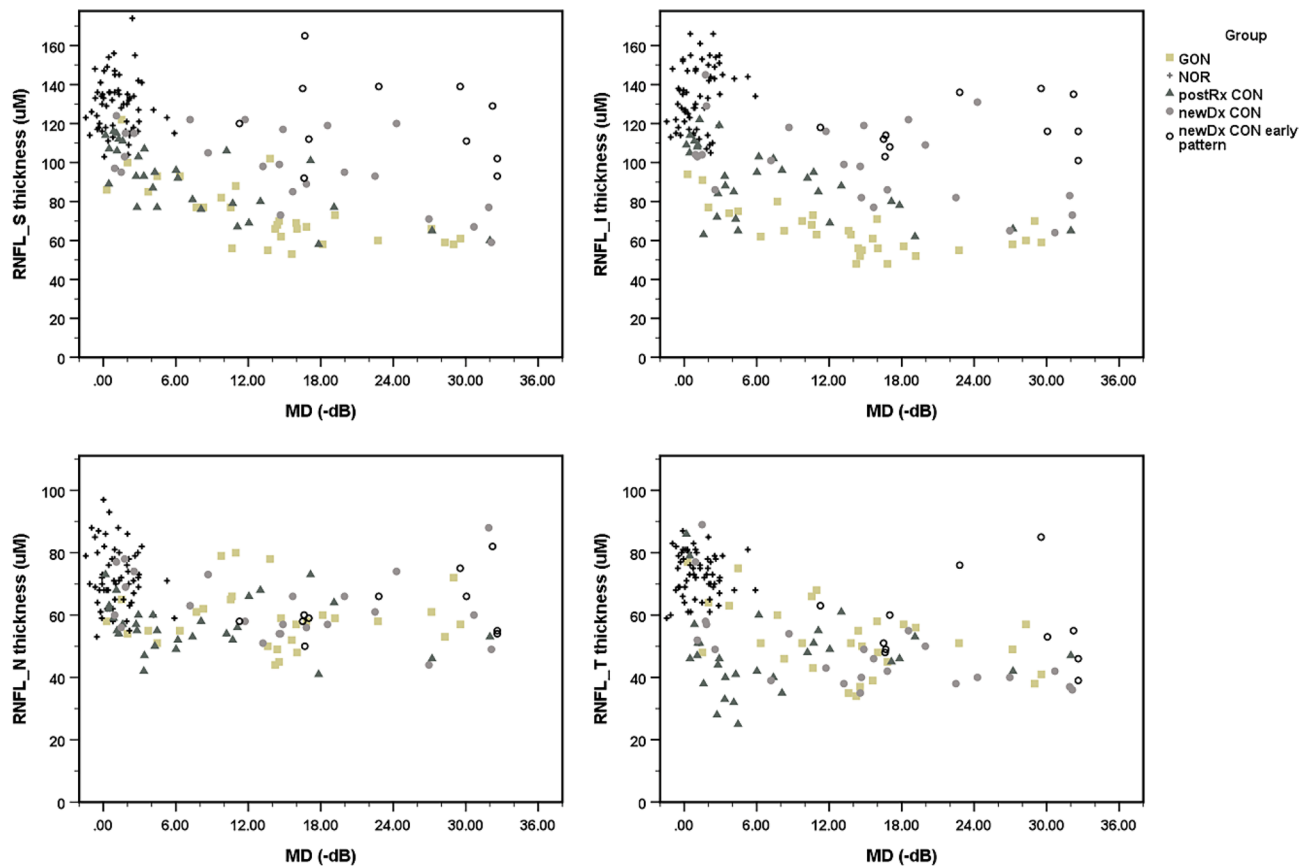 RNFL_S thickness (uM)
160
140
120
100
80
60
40
20
0
.00 6.00 12.00 18.00 24.00 30.00 36.00
MD (-dB)
RNFL_I thickness (uM)
160
140
120
100
80
60
40
20
0
.00 6.00 12.00 18.00 24.00 30.00 36.00
MD (-dB)
Group
GON
NOR
postRx CON
newDx CON
newDx CON early
pattern
RNFL_N thickness (uM)
100
80
60
40
20
0
.00 6.00 12.00 18.00 24.00 30.00 36.00
MD (-dB)
RNFL_T thickness (uM)
100
80
60
40
20
0
.00 6.00 12.00 18.00 24.00 30.00 36.00
MD (-dB)